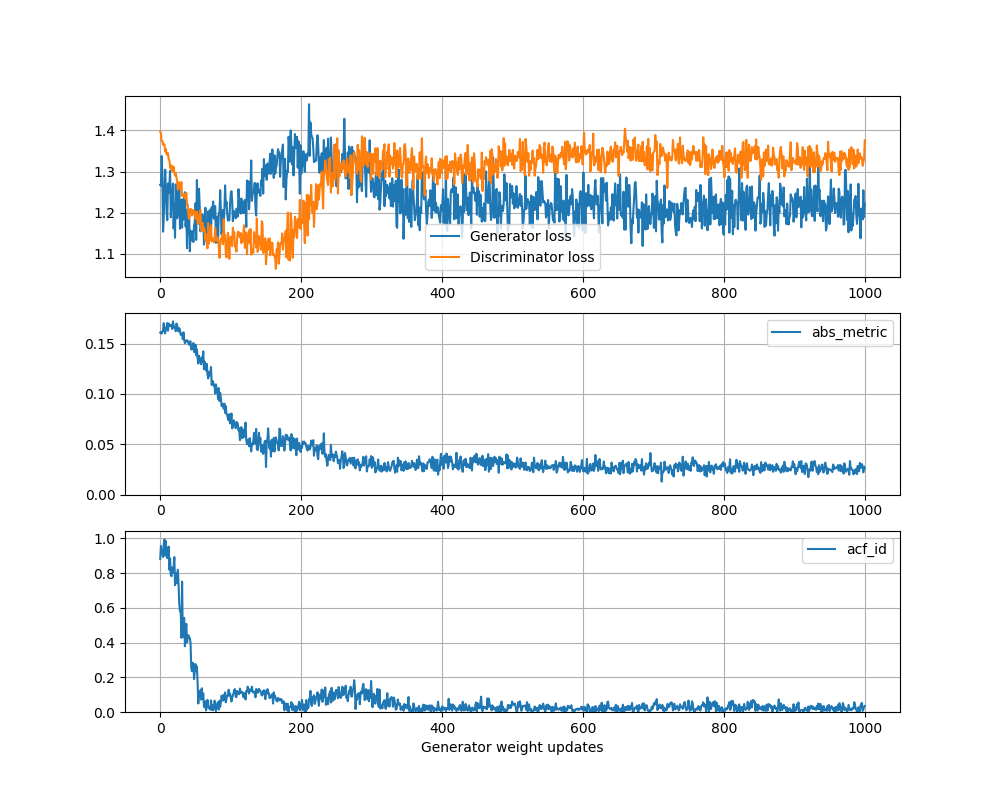 1.4
1.3
1.2
1.1
Generator loss
Discriminator loss
0 200 400 600 800 1000
abs_metric
0.15
0.10
0.05
0.00
0 200 400 600 800 1000
acf_id
1.0
0.8
0.6
0.4
0.2
0.0
0 200 400 600 800 1000
Generator weight updates